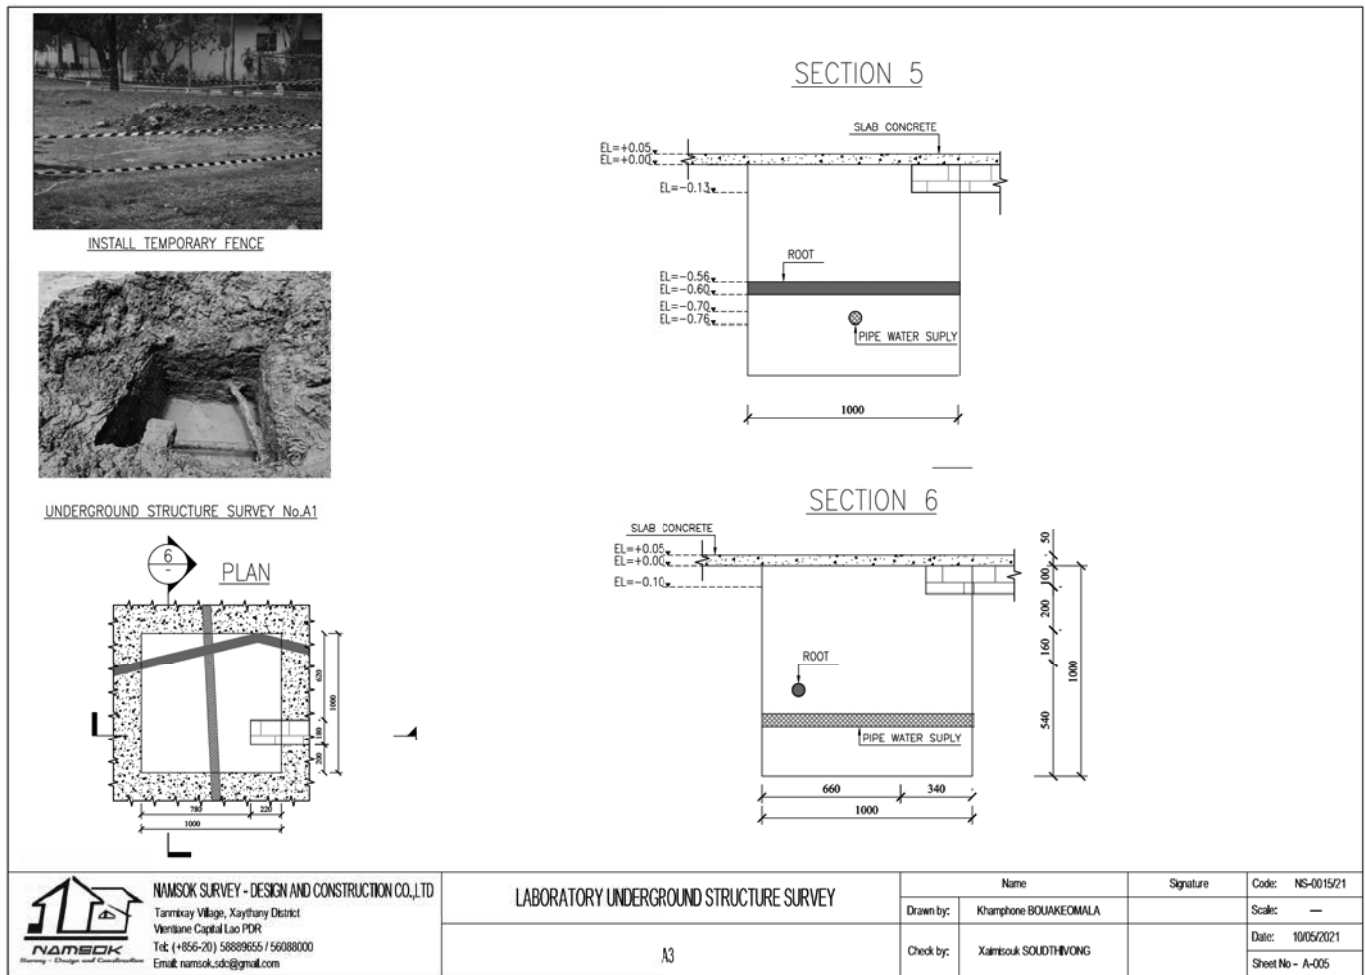 INSTALL TEMPORARY FENCE
UNDERGROUND STRUCTURE SURVEY No.A1
6
-
PLAN
620
1000
180
200
780
220
1000
SECTION 5
SLAB CONCRETE
EL=+0.05
EL=+0.00
EL=-0.13
ROOT
EL=-0.56
EL=-0.60
EL=-0.70
EL=-0.76
PIPE WATER SUPLY
1000
SECTION 6
SLAB CONCRETE
EL=+0.05
EL=+0.00
EL=-0.10
ROOT
PIPE WATER SUPLY
50
100
200
160
1000
540
660
340
1000
NAMSOK
Survey - Design and Construction
NAMSOK SURVEY - DESIGN AND CONSTRUCTION CO.,LTD
Tanmixay Village, Xaythany District
Vientiane Capital Lao PDR
Tel: (+856-20) 58889655 / 56088000
Email: namsok.sdc@gmail.com
LABORATORY UNDERGROUND STRUCTURE SURVEY
A3
Name
Signature
Drawn by: Khamphone BOUAKEOMALA
Check by: Xaimisouk SOUDTHIVONG
Code: NS-0015/21
Scale: —
Date: 10/05/2021
Sheet No - A-005